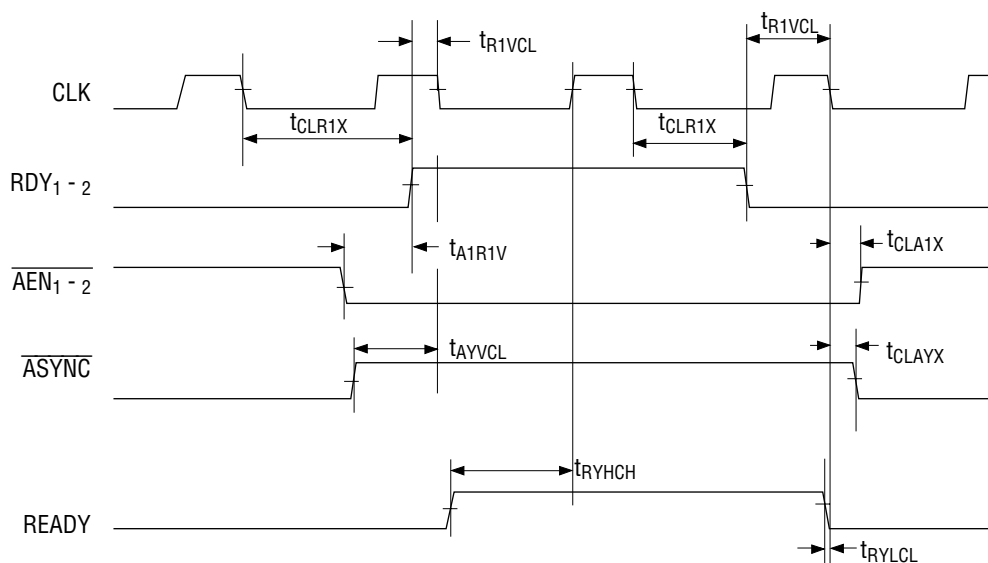 tR1VCL
tR1VCL
CLK
tCLR1X
tCLR1X
RDY1 - 2
tA1R1V
tCLA1X
AEN1 - 2
tAYVCL
tCLAYX
ASYNC
tRYHCH
READY
tRYLCL